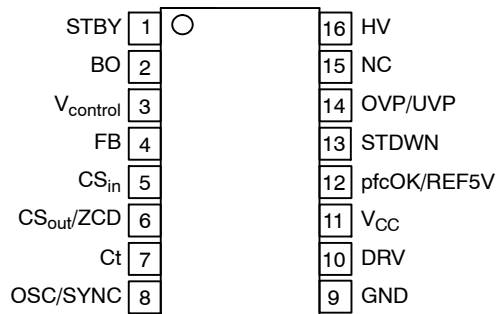 STBY 1 16 HV
BO 2 15 NC
Vcontrol 3 14 OVP/UVP
FB 4 13 STDWN
CSin 5 12 pfcOK/REF5V
CSout/ZCD 6 11 VCC
Ct 7 10 DRV
OSC/SYNC 8 9 GND